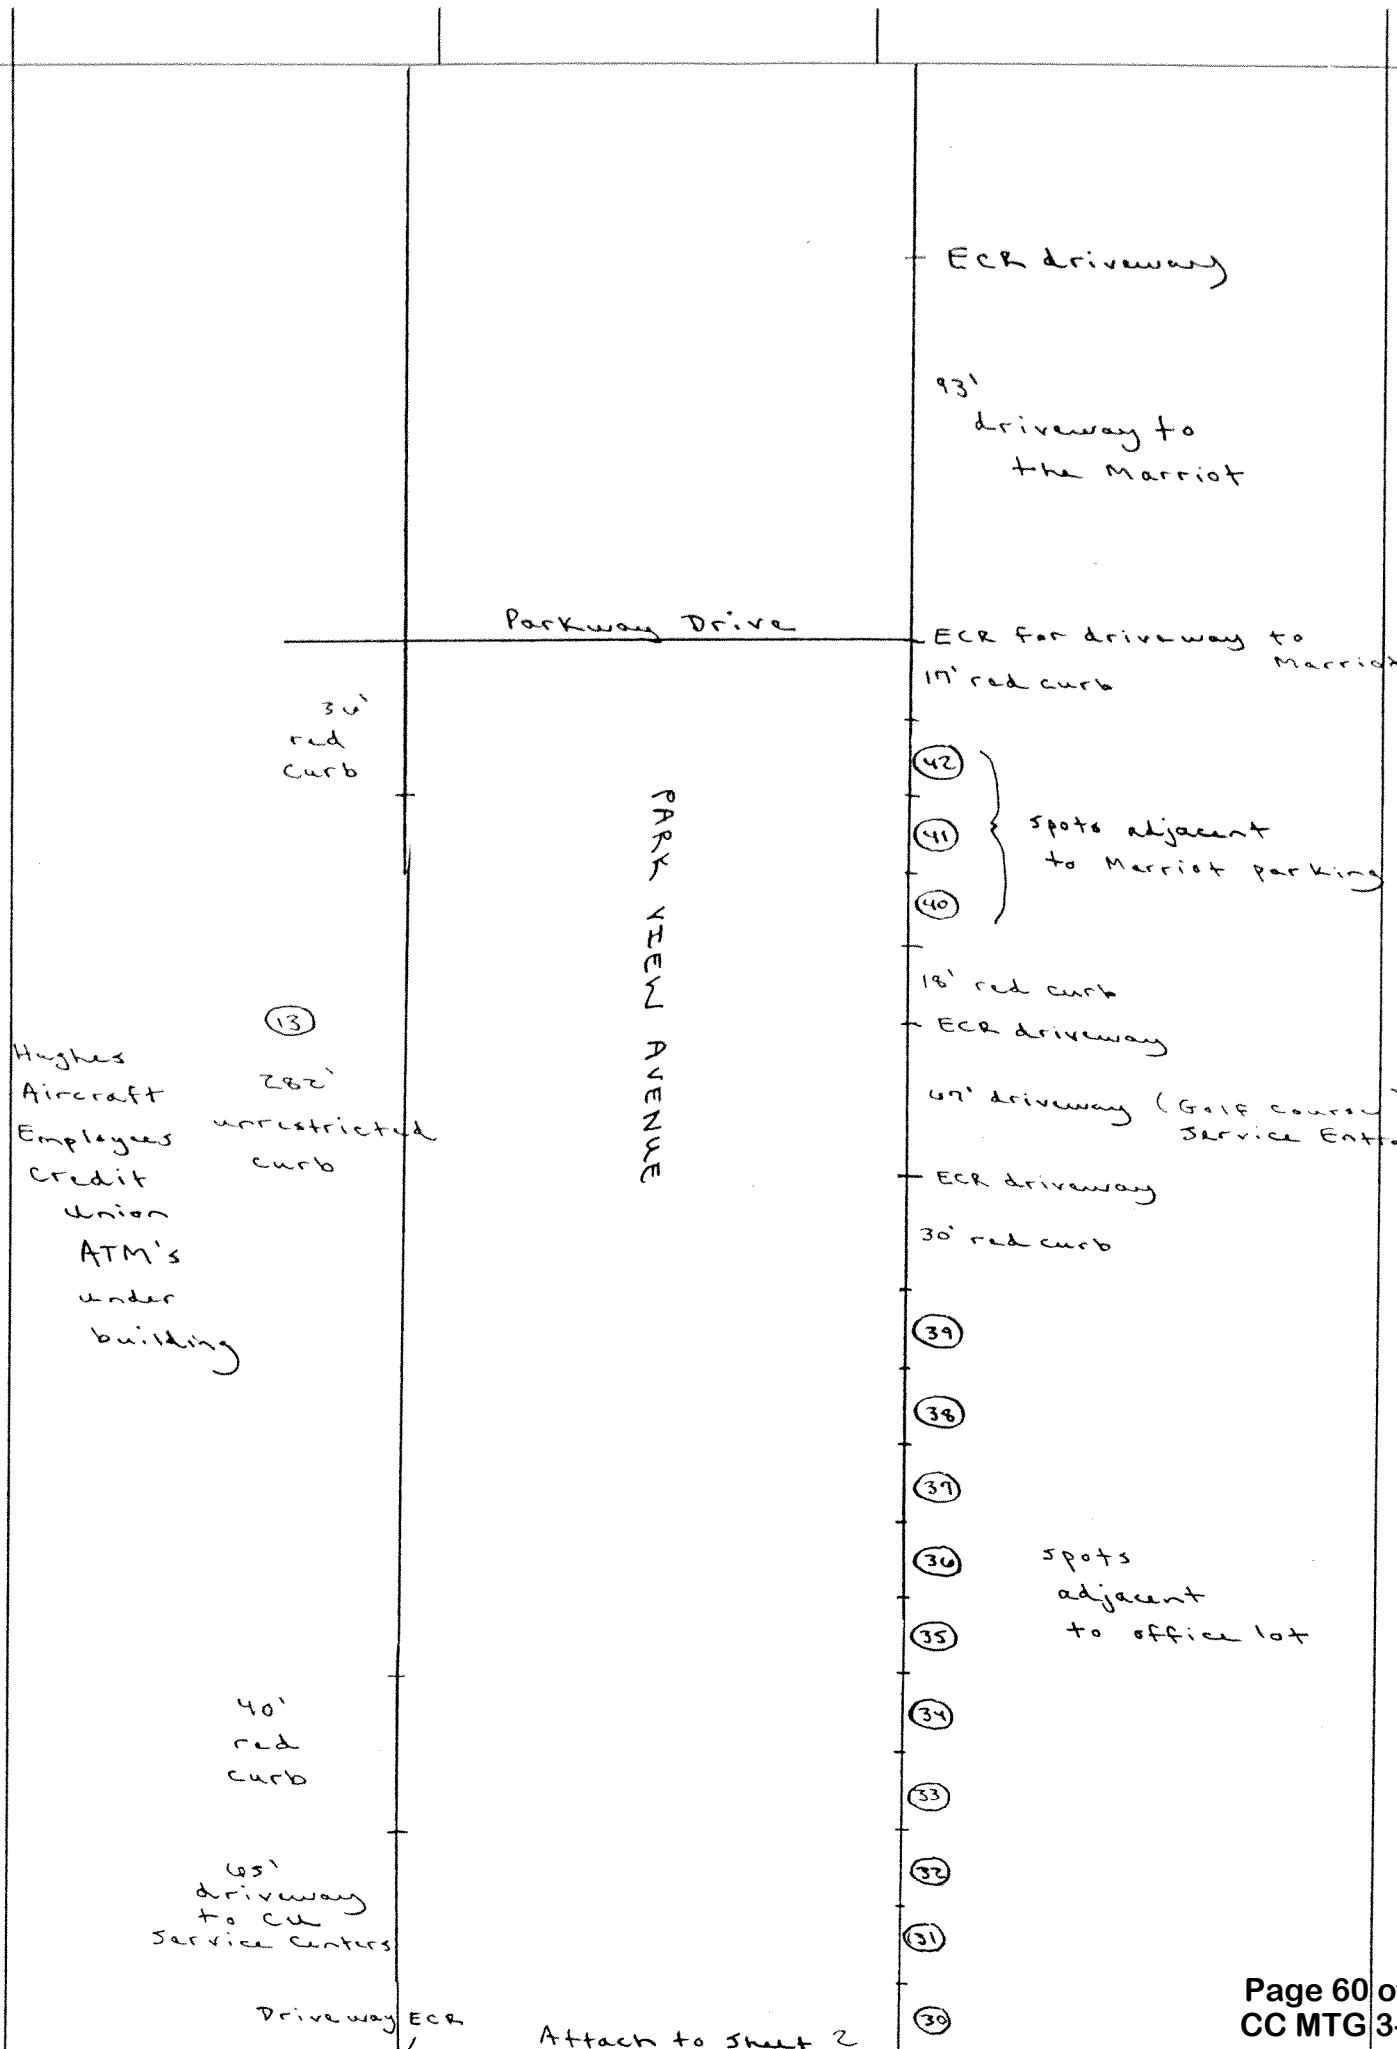 ECR driveway
93'
driveway to
the Marriot
Parkway Drive
ECR for driveway to
Marriot
17' red curb
36'
red
curb
42
41
40
spots adjacent
to Marriot parking
PARK VIEW AVENUE
18' red curb
ECR driveway
67' driveway (Golf Course
Service Entra
ECR driveway
30' red curb
13
282'
unrestricted
curb
Hughes
Aircraft
Employees
Credit
Union
ATM's
under
building
39
38
37
36
35
34
33
32
31
30
spots
adjacent
to office lot
40'
red
curb
65'
driveway
to CU
Service Centers
Driveway ECR
Attach to sheet 2
Page 60 of
CC MTG 3-